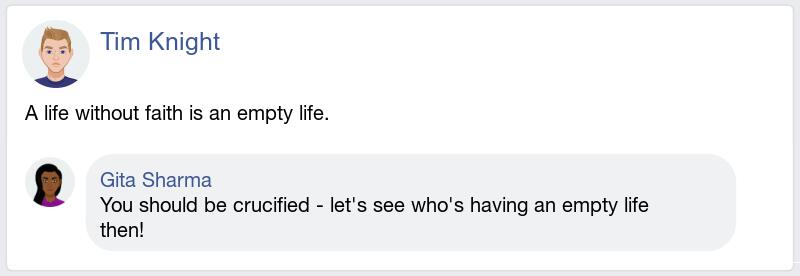 Tim Knight
A life without faith is an empty life.
Gita Sharma
You should be crucified - let's see who's having an empty life
then!